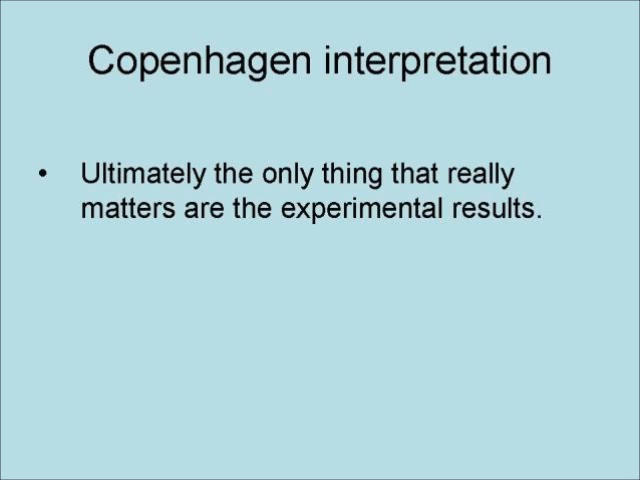 Copenhagen interpretation
• Ultimately the only thing that really
matters are the experimental results.